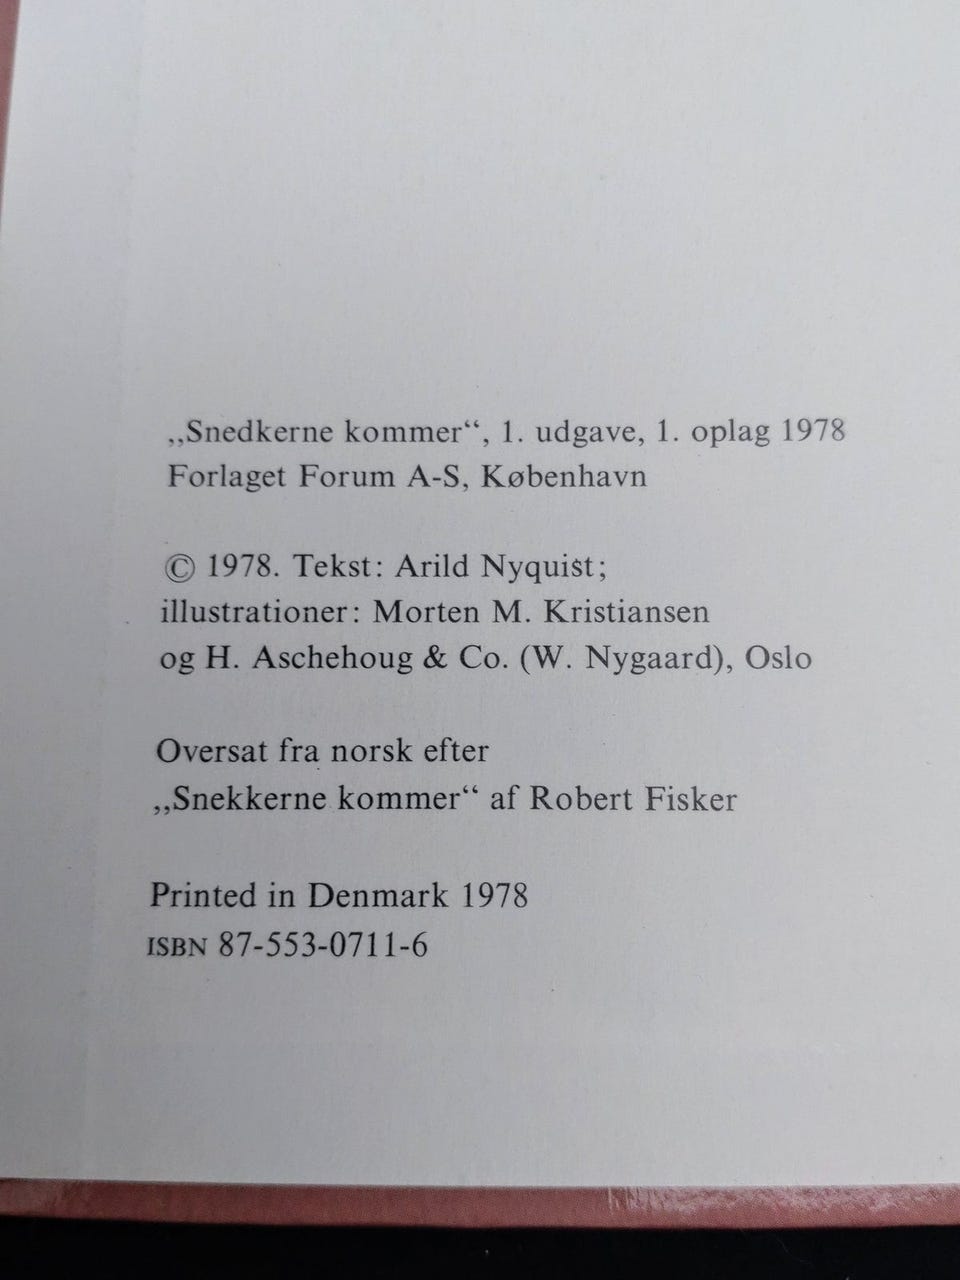 „Snedkerne kommer“, 1. udgave, 1. oplag 1978
Forlaget Forum A-S, København
© 1978. Tekst: Arild Nyquist;
illustrationer: Morten M. Kristiansen
og H. Aschehoug & Co. (W. Nygaard), Oslo
Oversat fra norsk efter
„Snekkerne kommer“ af Robert Fisker
Printed in Denmark 1978
ISBN 87-553-0711-6